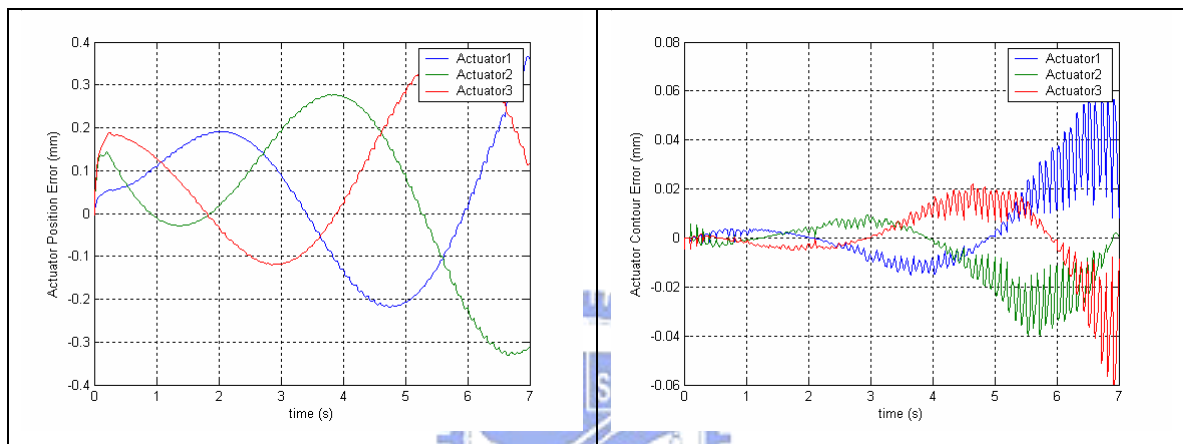 0.4
0.3
0.2
0.1
0
-0.1
-0.2
-0.3
-0.4
Actuator Position Error (mm)
0 1 2 3 4 5 6 7
time (s)
Actuator1
Actuator2
Actuator3
0.08
0.06
0.04
0.02
0
-0.02
-0.04
-0.06
Actuator Contour Error (mm)
0 1 2 3 4 5 6 7
time (s)
Actuator1
Actuator2
Actuator3
S